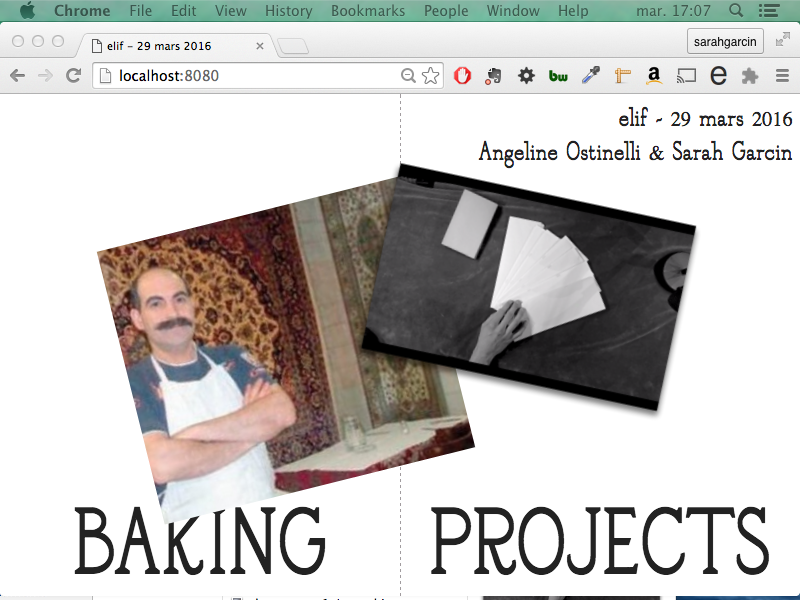 Chrome File Edit View History Bookmarks People Window Help mar. 17:07
elif – 29 mars 2016
sarahgarcin
localhost:8080
bw
a
e
elif - 29 mars 2016
Angeline Ostinelli & Sarah Garcin
BAKING PROJECTS